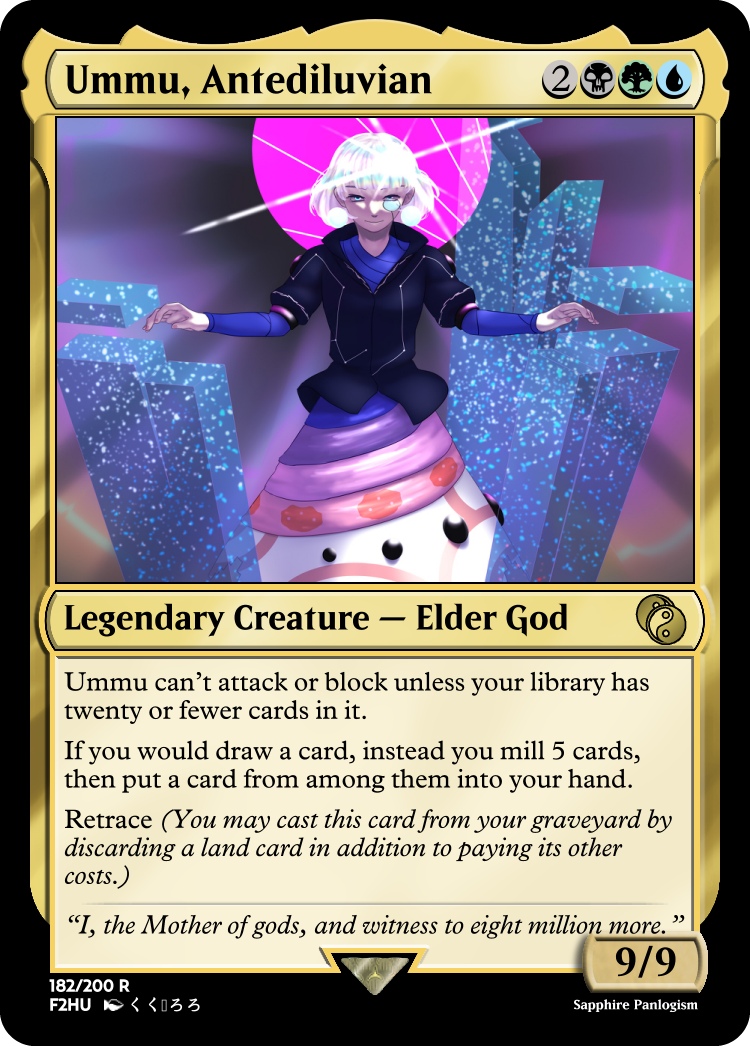 Ummu, Antediluvian 2
Legendary Creature — Elder God
Ummu can't attack or block unless your library has
twenty or fewer cards in it.
If you would draw a card, instead you mill 5 cards,
then put a card from among them into your hand.
Retrace (You may cast this card from your graveyard by
discarding a land card in addition to paying its other
costs.)
“I, the Mother of gods, and witness to eight million more.”
9/9
182/200 R
F2HU くく▯ろろ
Sapphire Panlogism